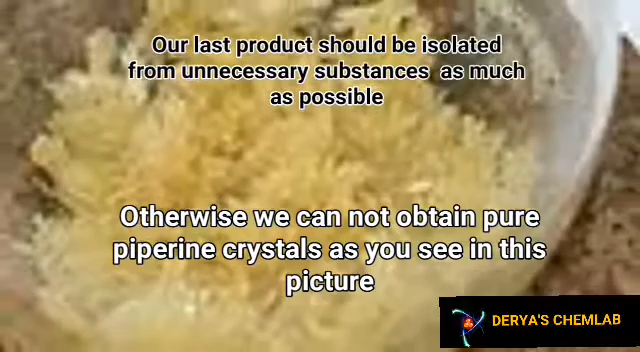 Our last product should be isolated
from unnecessary substances as much
as possible
Otherwise we can not obtain pure
piperine crystals as you see in this
picture
DERYA'S CHEMLAB